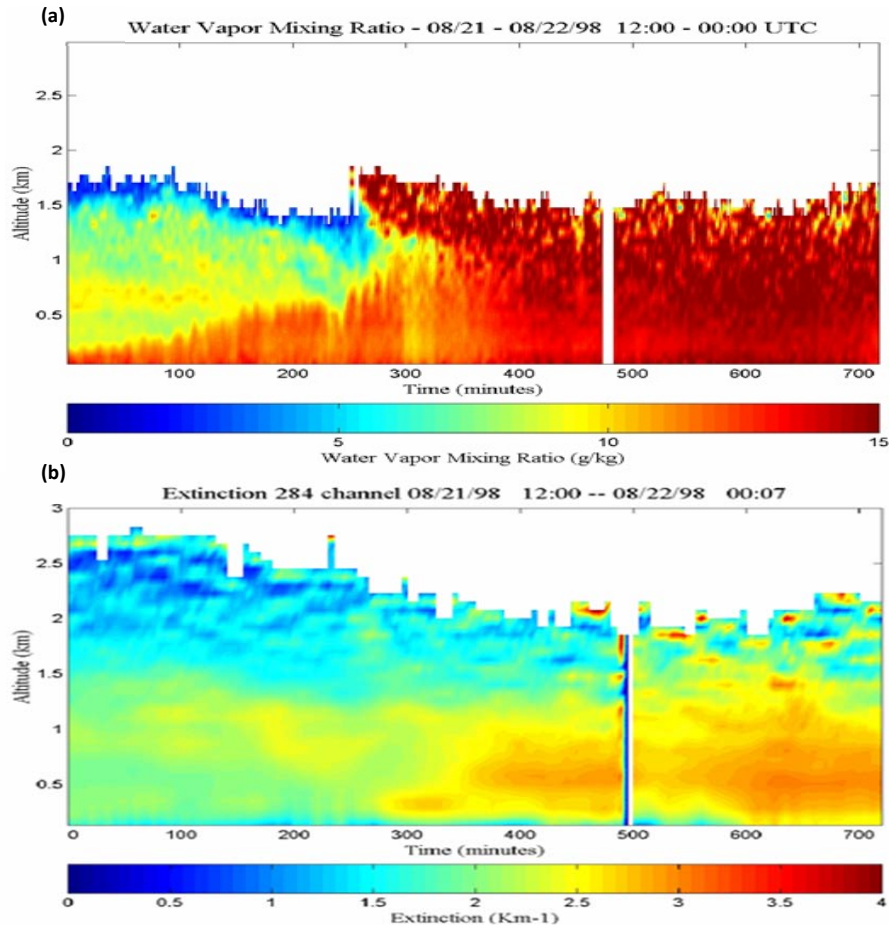 (a)
Water Vapor Mixing Ratio - 08/21 - 08/22/98 12:00 - 00:00 UTC
2.5
2
1.5
1
0.5
Altitude (km)
100 200 300 400 500 600 700
Time (minutes)
0 5 10 15
Water Vapor Mixing Ratio (g/kg)
(b)
Extinction 284 channel 08/21/98 12:00 -- 08/22/98 00:07
3
2.5
2
1.5
1
0.5
Altitude (km)
0 100 200 300 400 500 600 700
Time (minutes)
0 0.5 1 1.5 2 2.5 3 3.5 4
Extinction (Km-1)